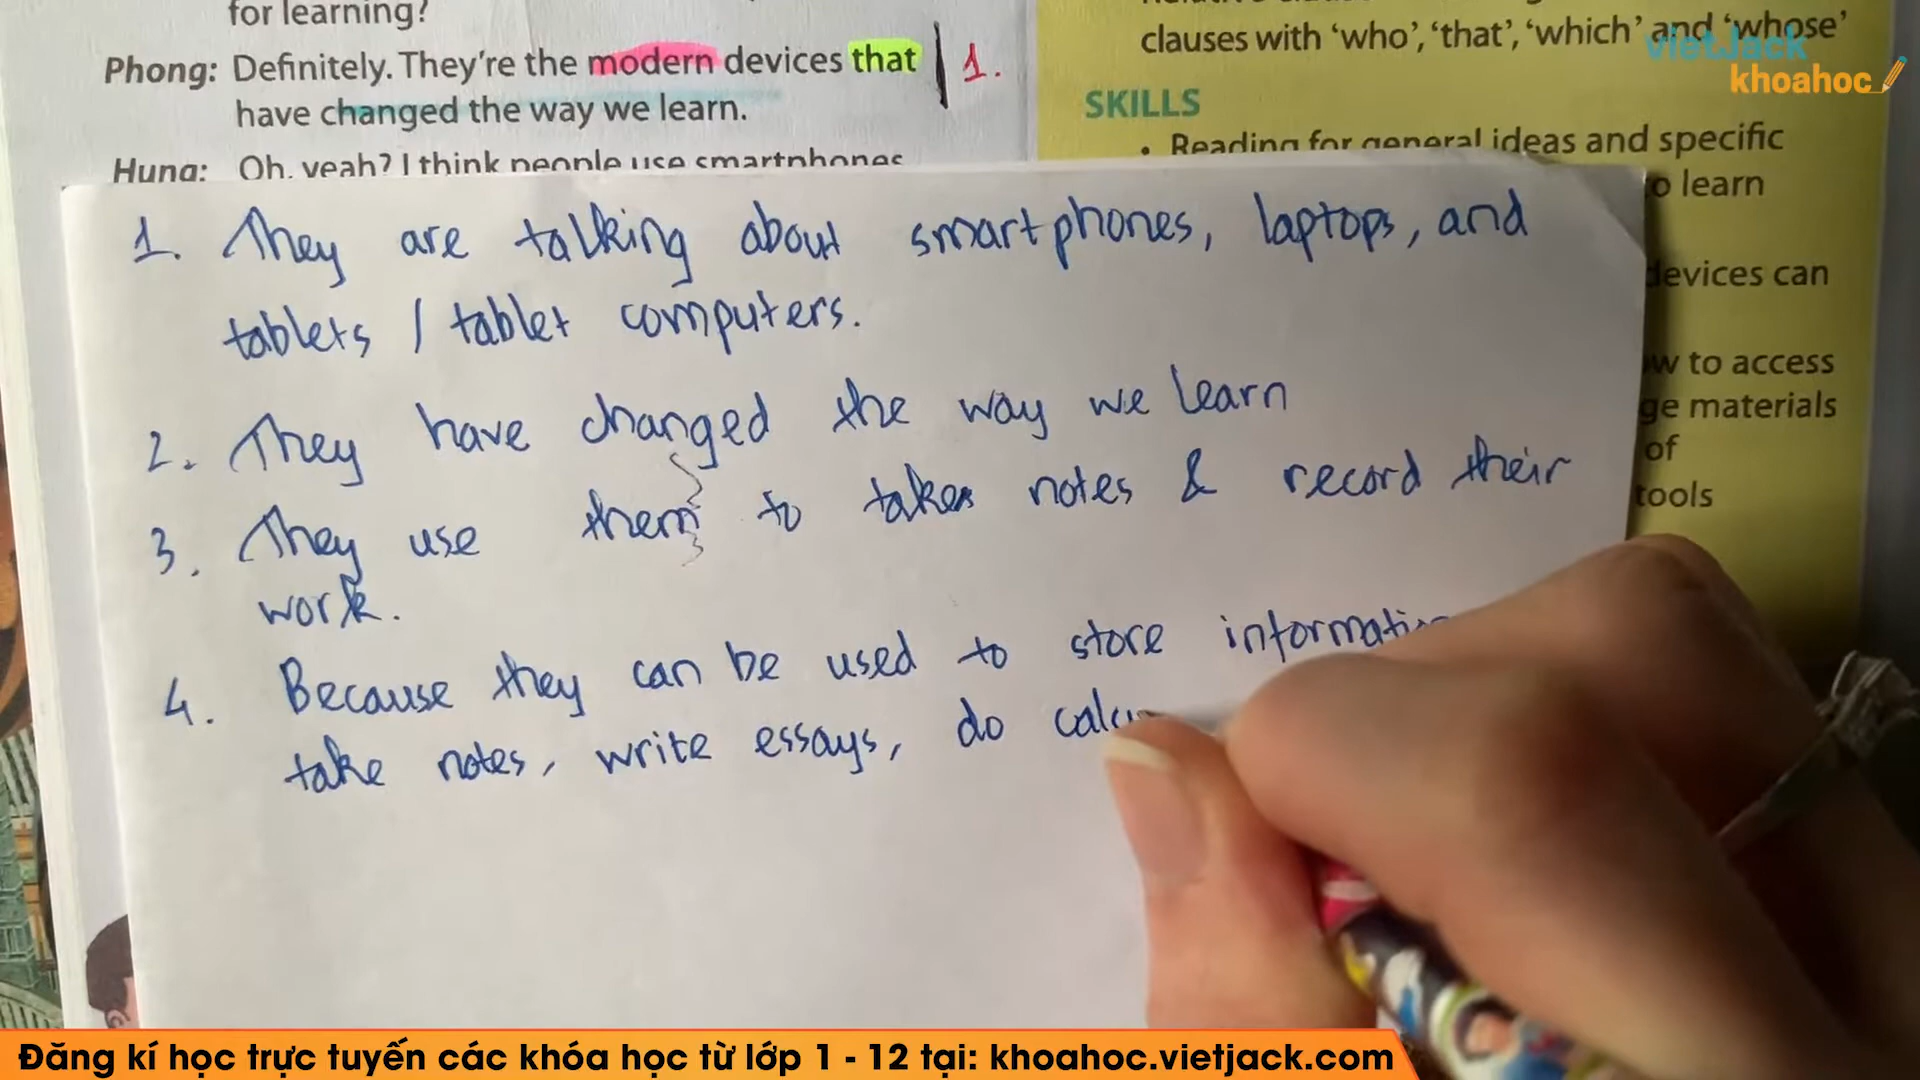 for learning?
Phong: Definitely. They're the modern devices that
have changed the way we learn.
1.
Hung: Oh, yeah? I think people use smartphones
clauses with 'who', 'that', 'which' and 'whose'
vietJack
khoahoc
SKILLS
• Reading for general ideas and specific
to learn
devices can
to access
materials
of
tools
1. They are talking about smartphones, laptops, and
tablets / tablet computers.
2. They have changed the way we learn
3. They use them to take notes & record their
work.
4. Because they can be used to store
take notes, write essays, do
Đăng kí học trực tuyến các khóa học từ lớp 1 - 12 tại: khoahoc.vietjack.com